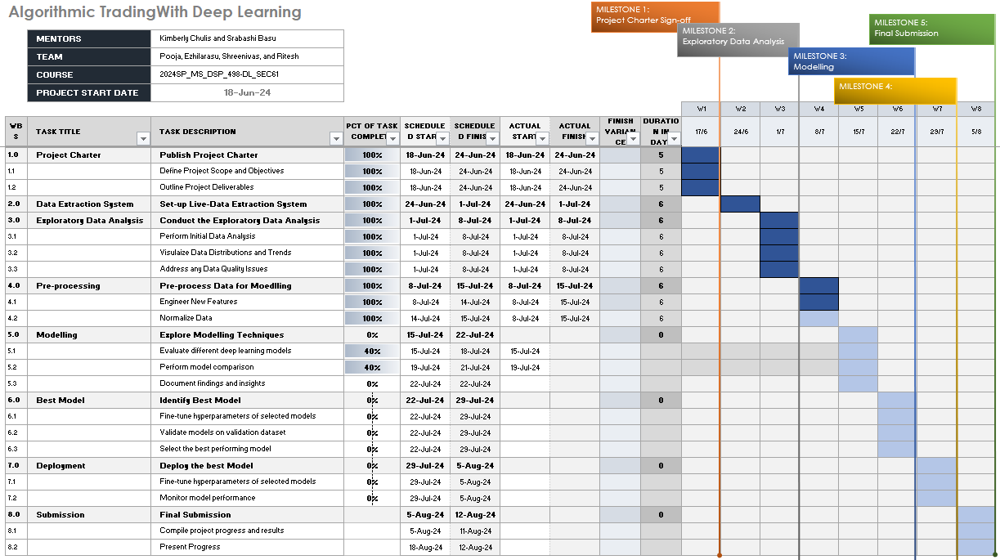 Algorithmic TradingWith Deep Learning
MILESTONE 1:
Project Charter Sign-off
MILESTONE 2:
Exploratory Data Analysis
MILESTONE 5:
Final Submission
MILESTONE 3:
Modelling
MILESTONE 4:
MENTORS Kimberly Chulis and Srabashi Basu
TEAM Pooja, Ezhilarasu, Shreenivas, and Ritesh
COURSE 2024SP_MS_DSP_498-DL_SEC61
PROJECT START DATE 18-Jun-24
W1 W2 W3 W4 W5 W6 W7 W8
WB S TASK TITLE TASK DESCRIPTION PCT OF TASK COMPLET SCHEDULE D STAR SCHEDULE D FINIS ACTUAL START ACTUAL FINISH FINISH VARIAN CE DURATIO N IN DAY 17/6 24/6 1/7 8/7 15/7 22/7 29/7 5/8
1.0 Project Charter Publish Project Charter 100% 18-Jun-24 24-Jun-24 18-Jun-24 24-Jun-24 5
1.1 Define Project Scope and Objectives 100% 18-Jun-24 24-Jun-24 18-Jun-24 24-Jun-24 5
1.2 Outline Project Deliverables 100% 18-Jun-24 24-Jun-24 18-Jun-24 24-Jun-24 5
2.0 Data Extraction System Set-up Live-Data Extraction System 100% 24-Jun-24 1-Jul-24 24-Jun-24 1-Jul-24 6
3.0 Exploratory Data Analysis Conduct the Exploratory Data Analysis 100% 1-Jul-24 8-Jul-24 1-Jul-24 8-Jul-24 6
3.1 Perform Initial Data Analysis 100% 1-Jul-24 8-Jul-24 1-Jul-24 8-Jul-24 6
3.2 Visulaize Data Distributions and Trends 100% 1-Jul-24 8-Jul-24 1-Jul-24 8-Jul-24 6
3.3 Address any Data Quality Issues 100% 1-Jul-24 8-Jul-24 1-Jul-24 8-Jul-24 6
4.0 Pre-processing Pre-process Data for Moedlling 100% 8-Jul-24 15-Jul-24 8-Jul-24 15-Jul-24 6
4.1 Engineer New Features 100% 8-Jul-24 14-Jul-24 8-Jul-24 15-Jul-24 6
4.2 Normalize Data 100% 14-Jul-24 15-Jul-24 8-Jul-24 15-Jul-24 6
5.0 Modelling Explore Modelling Techniques 0% 15-Jul-24 22-Jul-24 0
5.1 Evaluate different deep learning models 40% 15-Jul-24 18-Jul-24 15-Jul-24
5.2 Perform model comparison 40% 19-Jul-24 21-Jul-24 19-Jul-24
5.3 Document findings and insights 0% 22-Jul-24 22-Jul-24
6.0 Best Model Identify Best Model 0% 22-Jul-24 29-Jul-24 0
6.1 Fine-tune hyperparameters of selected models 0% 22-Jul-24 29-Jul-24
6.2 Validate models on validation dataset 0% 22-Jul-24 29-Jul-24
6.3 Select the best performing model 0% 22-Jul-24 29-Jul-24
7.0 Deployment Deploy the best Model 0% 29-Jul-24 5-Aug-24 0
7.1 Fine-tune hyperparameters of selected models 0% 29-Jul-24 5-Aug-24
7.2 Monitor model performance 0% 29-Jul-24 5-Aug-24
8.0 Submission Final Submission 5-Aug-24 12-Aug-24 0
8.1 Compile project progress and results 5-Aug-24 11-Aug-24
8.2 Present Progress 18-Aug-24 12-Aug-24